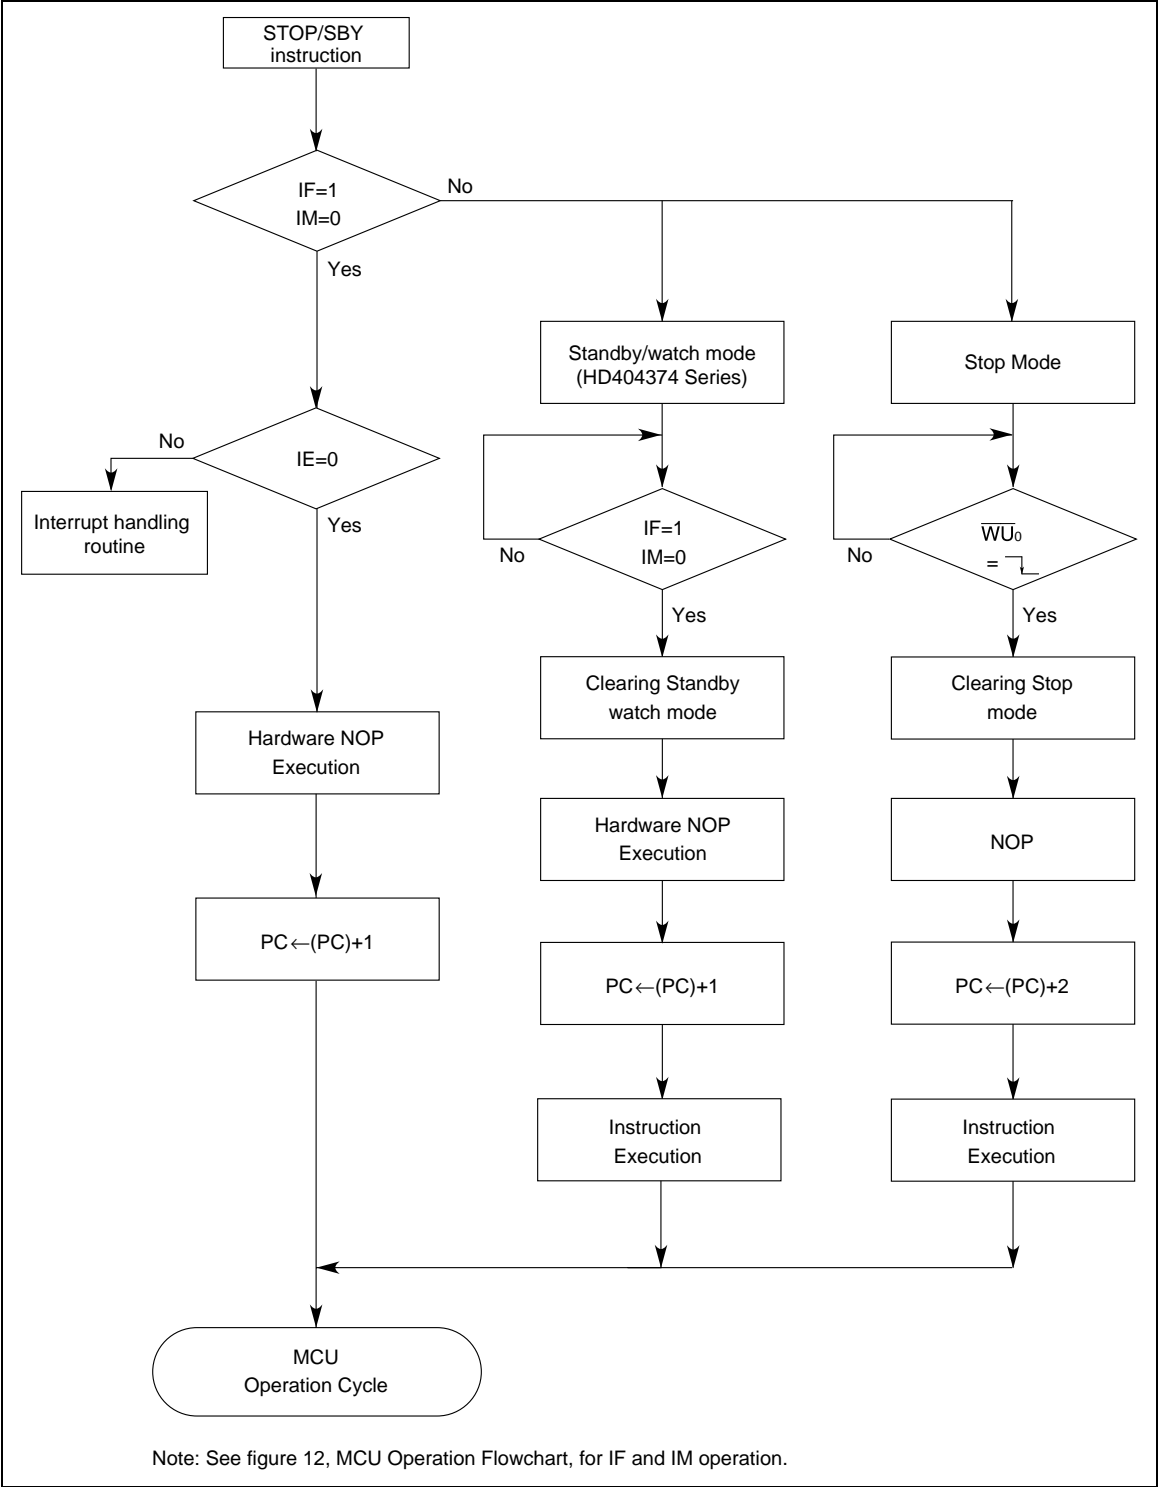 STOP/SBY
instruction
IF=1
IM=0
No
Yes
IE=0
No
Yes
Interrupt handling
routine
Hardware NOP
Execution
PC←(PC)+1
Standby/watch mode
(HD404374 Series)
IF=1
IM=0
No
Yes
Clearing Standby
watch mode
Hardware NOP
Execution
PC←(PC)+1
Instruction
Execution
Stop Mode
W̅U̅₀
=
No
Yes
Clearing Stop
mode
NOP
PC←(PC)+2
Instruction
Execution
MCU
Operation Cycle
Note: See figure 12, MCU Operation Flowchart, for IF and IM operation.